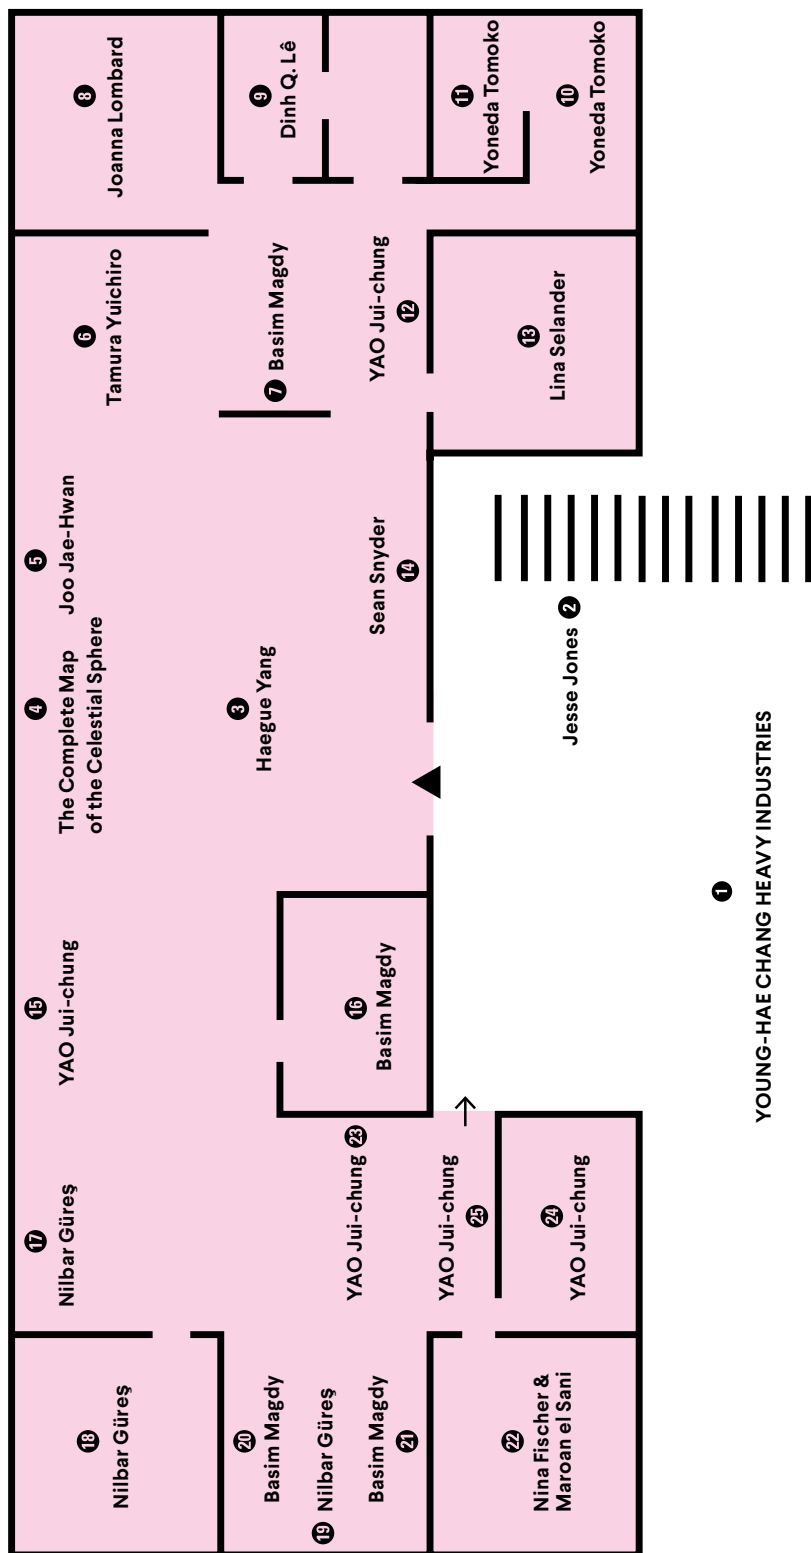 1
YOUNG-HAE CHANG HEAVY INDUSTRIES
Jesse Jones 2
3
Haegue Yang
4
The Complete Map
of the Celestial Sphere
5
Joo Jae-Hwan
6
Tamura Yuichiro
7 Basim Magdy
8
Joanna Lombard
9
Dinh Q. Lê
10
Yoneda Tomoko
11
Yoneda Tomoko
YAO Jui-chung
12
13
Lina Selander
Sean Snyder
14
15
YAO Jui-chung
16
Basim Magdy
17
Nilbar Güreş
18
Nilbar Güreş
19 Nilbar Güreş
20
Basim Magdy
Basim Magdy
21
22
Nina Fischer &
Maroan el Sani
YAO Jui-chung 23
24
YAO Jui-chung
YAO Jui-chung
25